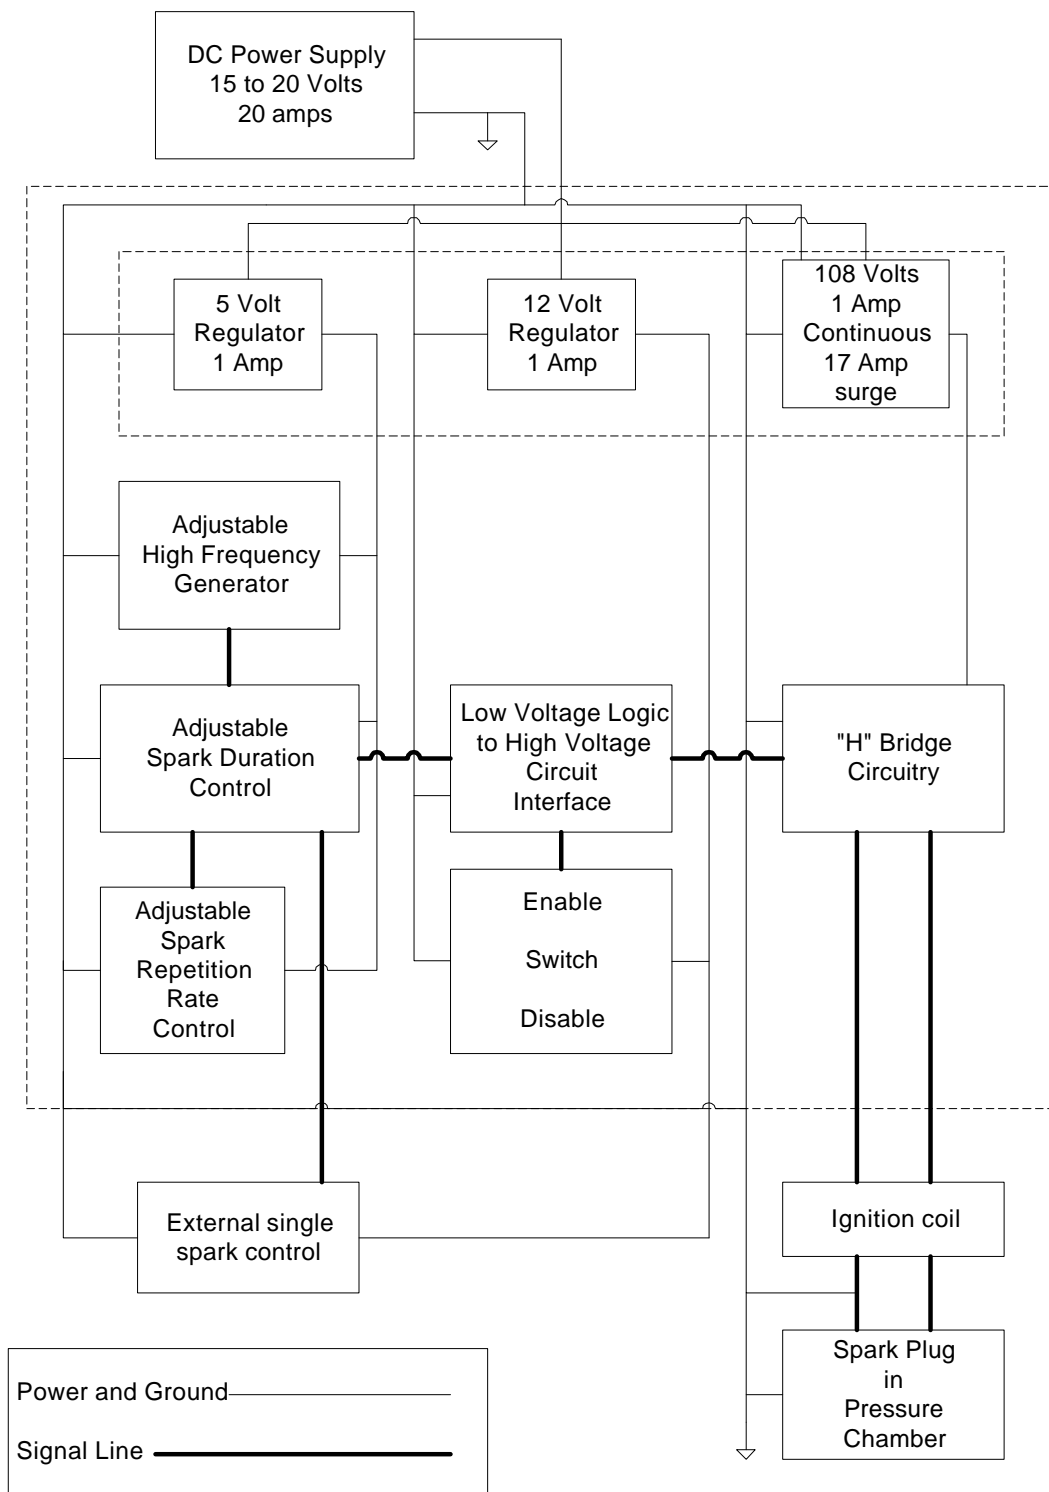 DC Power Supply
15 to 20 Volts
20 amps
5 Volt
Regulator
1 Amp
12 Volt
Regulator
1 Amp
108 Volts
1 Amp
Continuous
17 Amp
surge
Adjustable
High Frequency
Generator
Adjustable
Spark Duration
Control
Low Voltage Logic
to High Voltage
Circuit
Interface
"H" Bridge
Circuitry
Adjustable
Spark
Repetition
Rate
Control
Enable
Switch
Disable
External single
spark control
Ignition coil
Spark Plug
in
Pressure
Chamber
Power and Ground
Signal Line